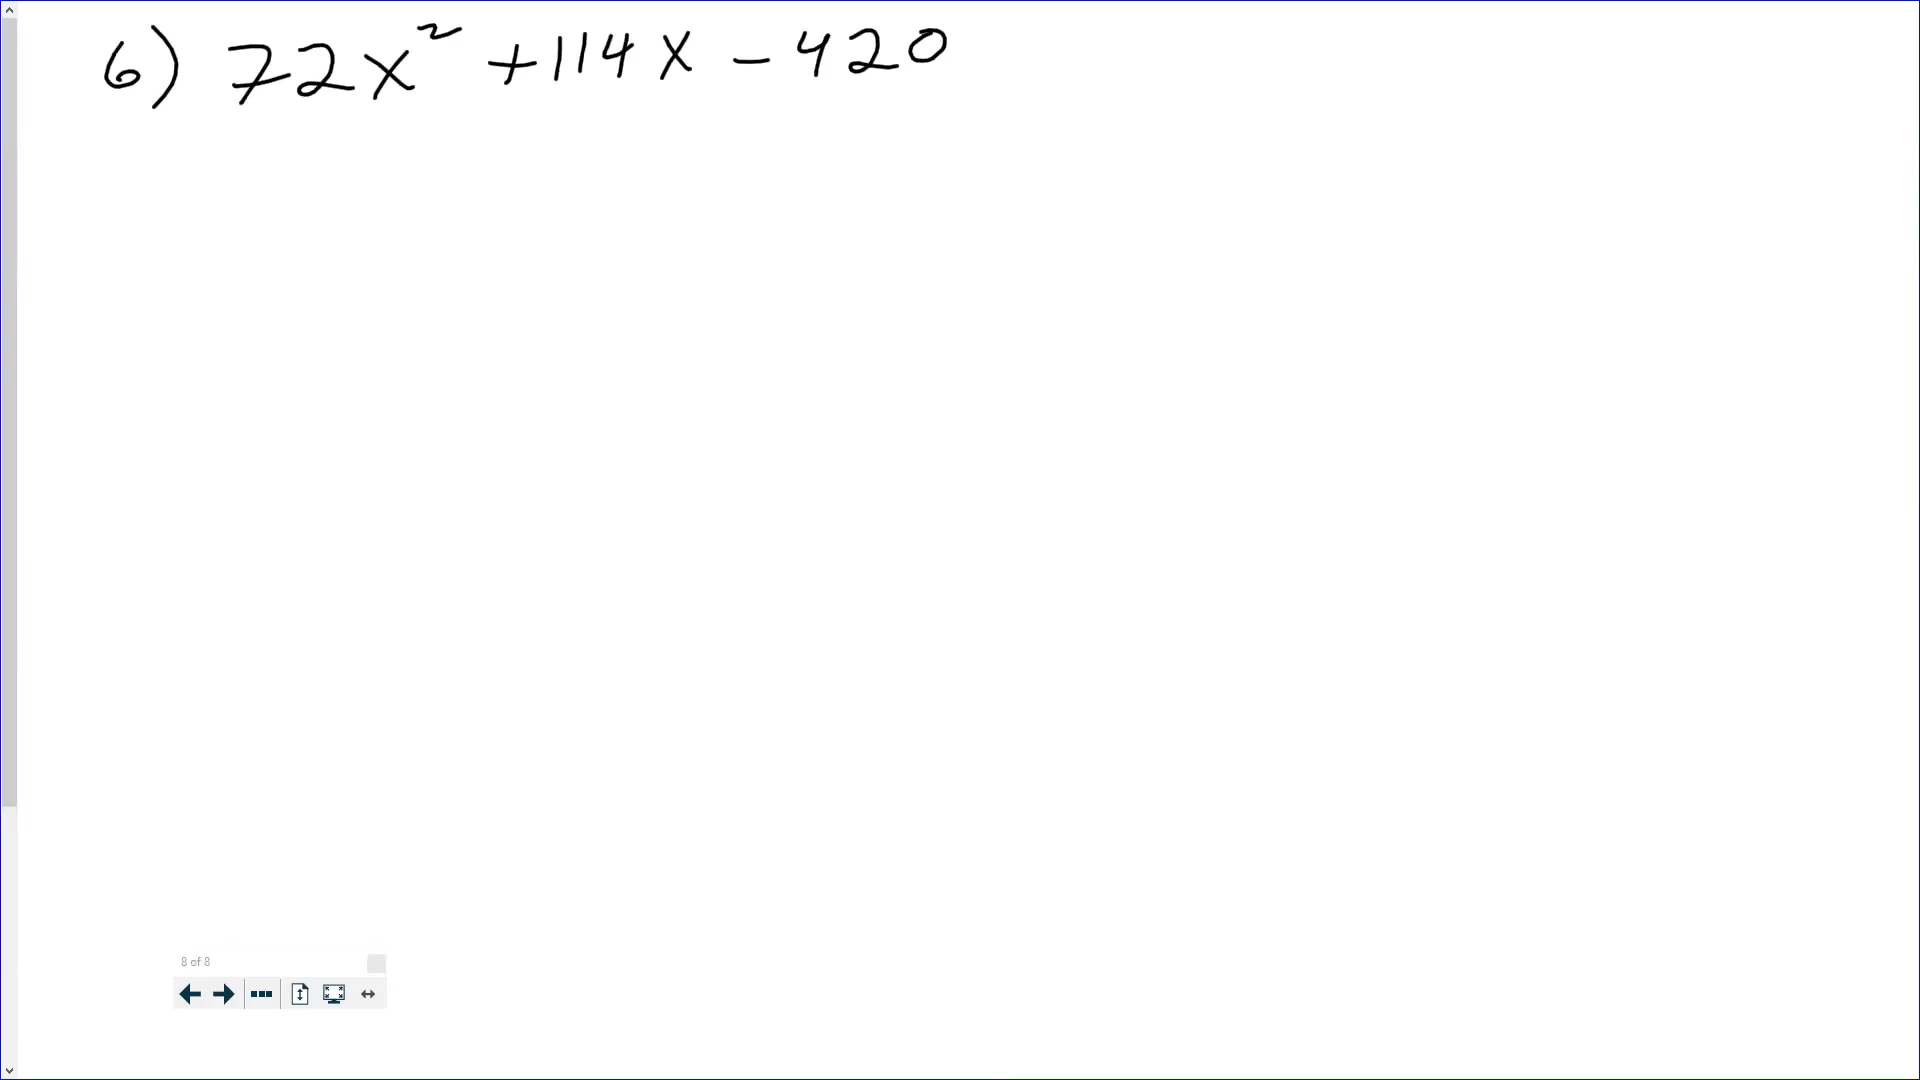 6) 72x² +114x - 420
8 of 8